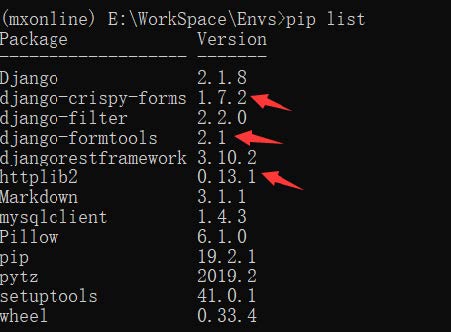 (mxonline) E:\WorkSpace\Envs>pip list
Package Version
------------------- -------
Django 2.1.8
django-crispy-forms 1.7.2
django-filter 2.2.0
django-formtools 2.1
djangorestframework 3.10.2
httplib2 0.13.1
Markdown 3.1.1
mysqlclient 1.4.3
Pillow 6.1.0
pip 19.2.1
pytz 2019.2
setuptools 41.0.1
wheel 0.33.4